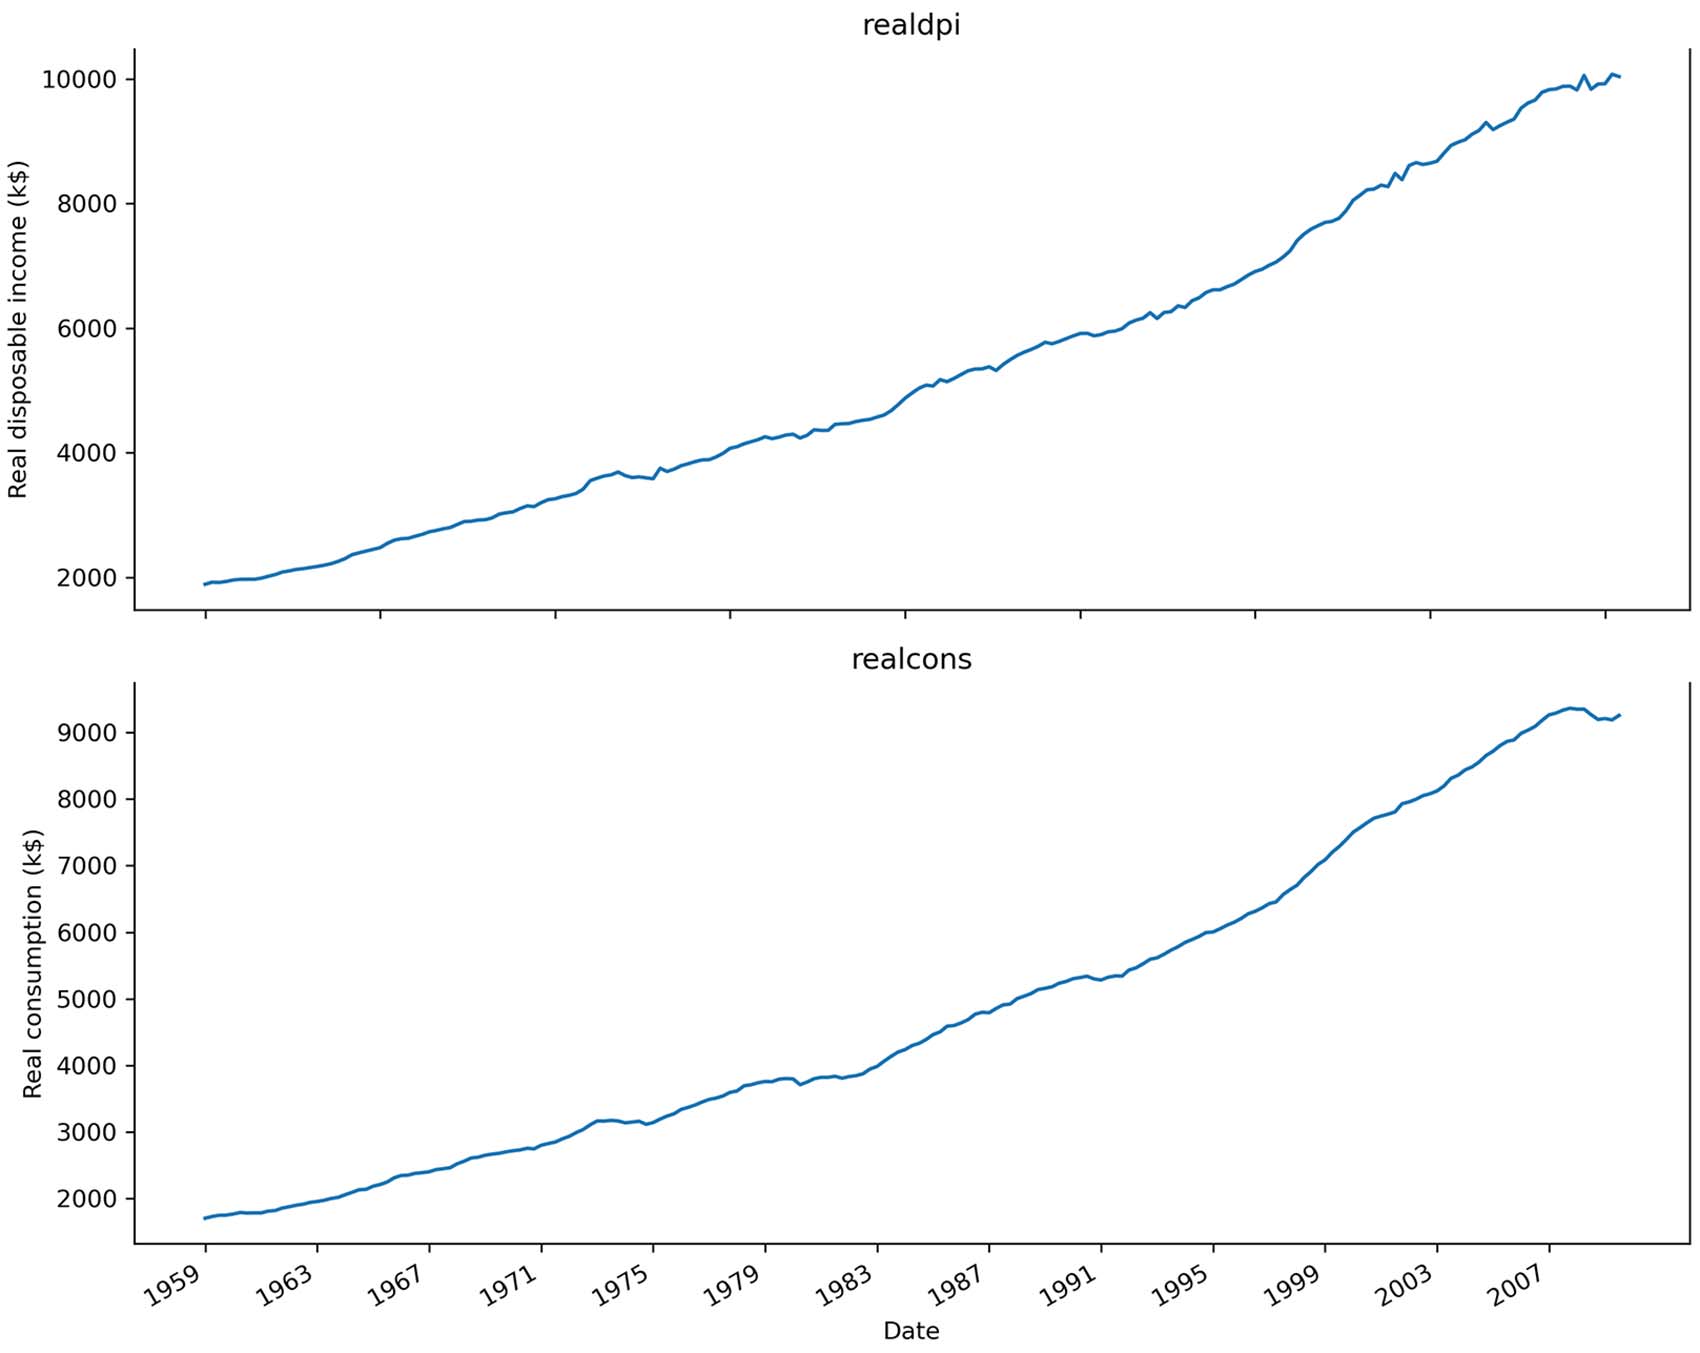 realdpi
Real disposable income (k$)
10000
8000
6000
4000
2000
realcons
Real consumption (k$)
9000
8000
7000
6000
5000
4000
3000
2000
1959 1963 1967 1971 1975 1979 1983 1987 1991 1995 1999 2003 2007
Date